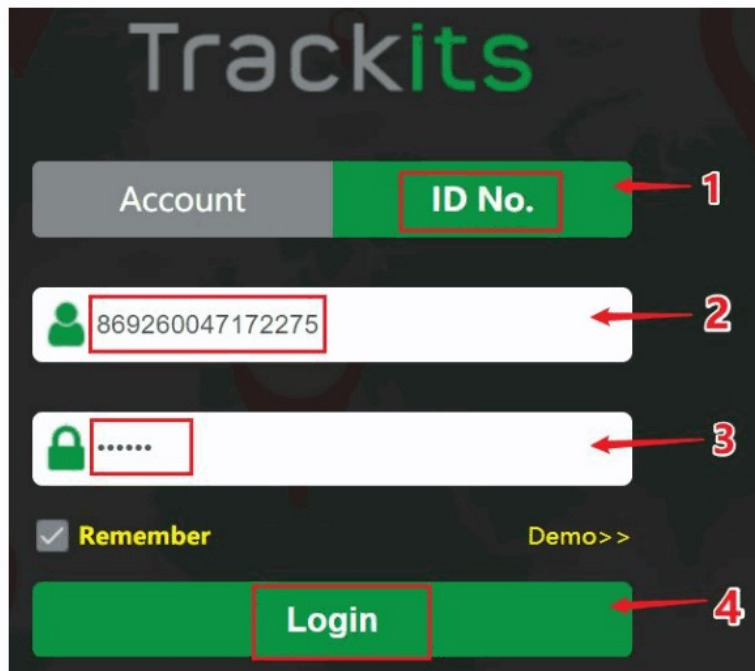 Trackits
Account ID No. 1
869260047172275 2
•••••• 3
Remember Demo>>
Login 4